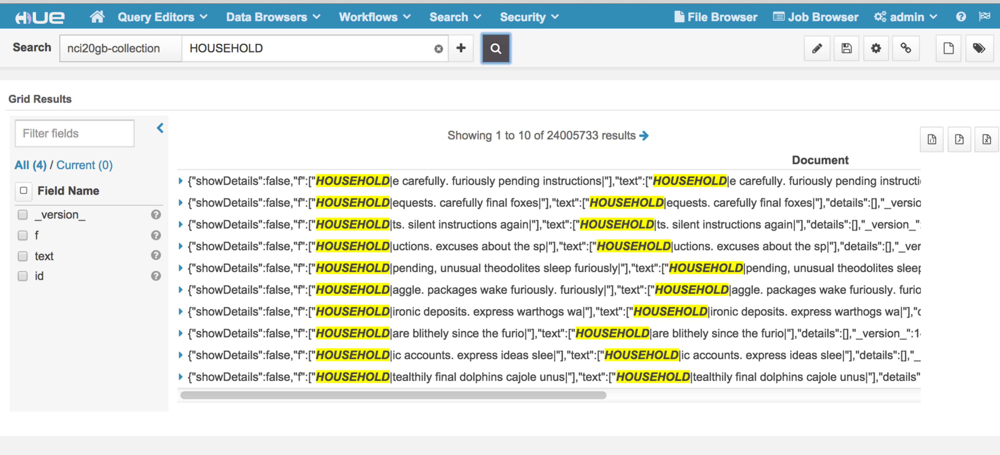 HUE Query Editors Data Browsers Workflows Search Security File Browser Job Browser admin
Search nci20gb-collection HOUSEHOLD
Grid Results
Filter fields
Showing 1 to 10 of 24005733 results
All (4) / Current (0)
Document
Field Name
_version_
f
text
id
{"showDetails":false,"f":["HOUSEHOLD|e carefully. furiously pending instructions|"],"text":["HOUSEHOLD|e carefully. furiously pending instructi
{"showDetails":false,"f":["HOUSEHOLD|equests. carefully final foxes|"],"text":["HOUSEHOLD|equests. carefully final foxes|"],"details":[],"_versio
{"showDetails":false,"f":["HOUSEHOLD|ts. silent instructions again|"],"text":["HOUSEHOLD|ts. silent instructions again|"],"details":[],"_version_":
{"showDetails":false,"f":["HOUSEHOLD|uctions. excuses about the sp|"],"text":["HOUSEHOLD|uctions. excuses about the sp|"],"details":[],"_ver
{"showDetails":false,"f":["HOUSEHOLD|pending, unusual theodolites sleep furiously|"],"text":["HOUSEHOLD|pending, unusual theodolites sleep
{"showDetails":false,"f":["HOUSEHOLD|aggle. packages wake furiously. furiously|"],"text":["HOUSEHOLD|aggle. packages wake furiously. furio
{"showDetails":false,"f":["HOUSEHOLD|ironic deposits. express warthogs wa|"],"text":["HOUSEHOLD|ironic deposits. express warthogs wa|"],"d
{"showDetails":false,"f":["HOUSEHOLD|are blithely since the furio|"],"text":["HOUSEHOLD|are blithely since the furio|"],"details":[],"_version_":1
{"showDetails":false,"f":["HOUSEHOLD|ic accounts. express ideas slee|"],"text":["HOUSEHOLD|ic accounts. express ideas slee|"],"details":[],"_
{"showDetails":false,"f":["HOUSEHOLD|tealthily final dolphins cajole unus|"],"text":["HOUSEHOLD|tealthily final dolphins cajole unus|"],"details"